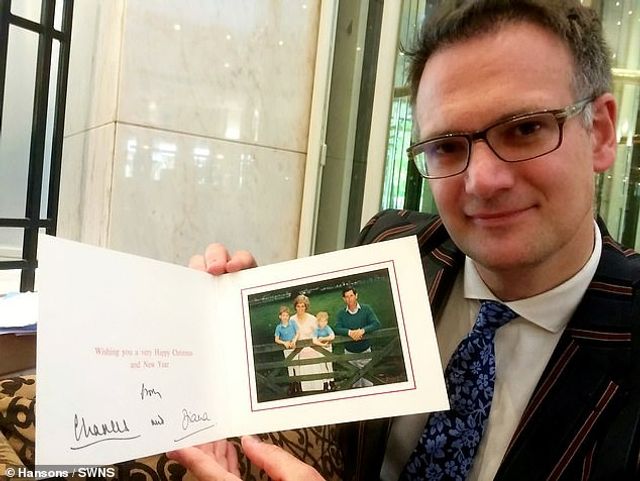 Wishing you a very Happy Christmas
and New Year
from
Charles and Diana
© Hansons / SWNS